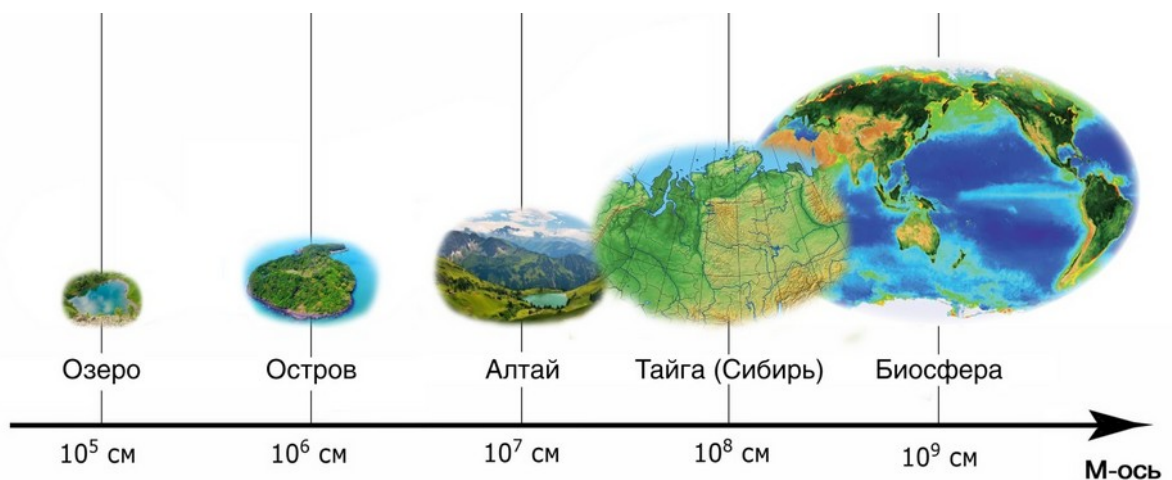 Озеро
Остров
Алтай
Тайга (Сибирь)
Биосфера
10⁵ см
10⁶ см
10⁷ см
10⁸ см
10⁹ см
М-ось